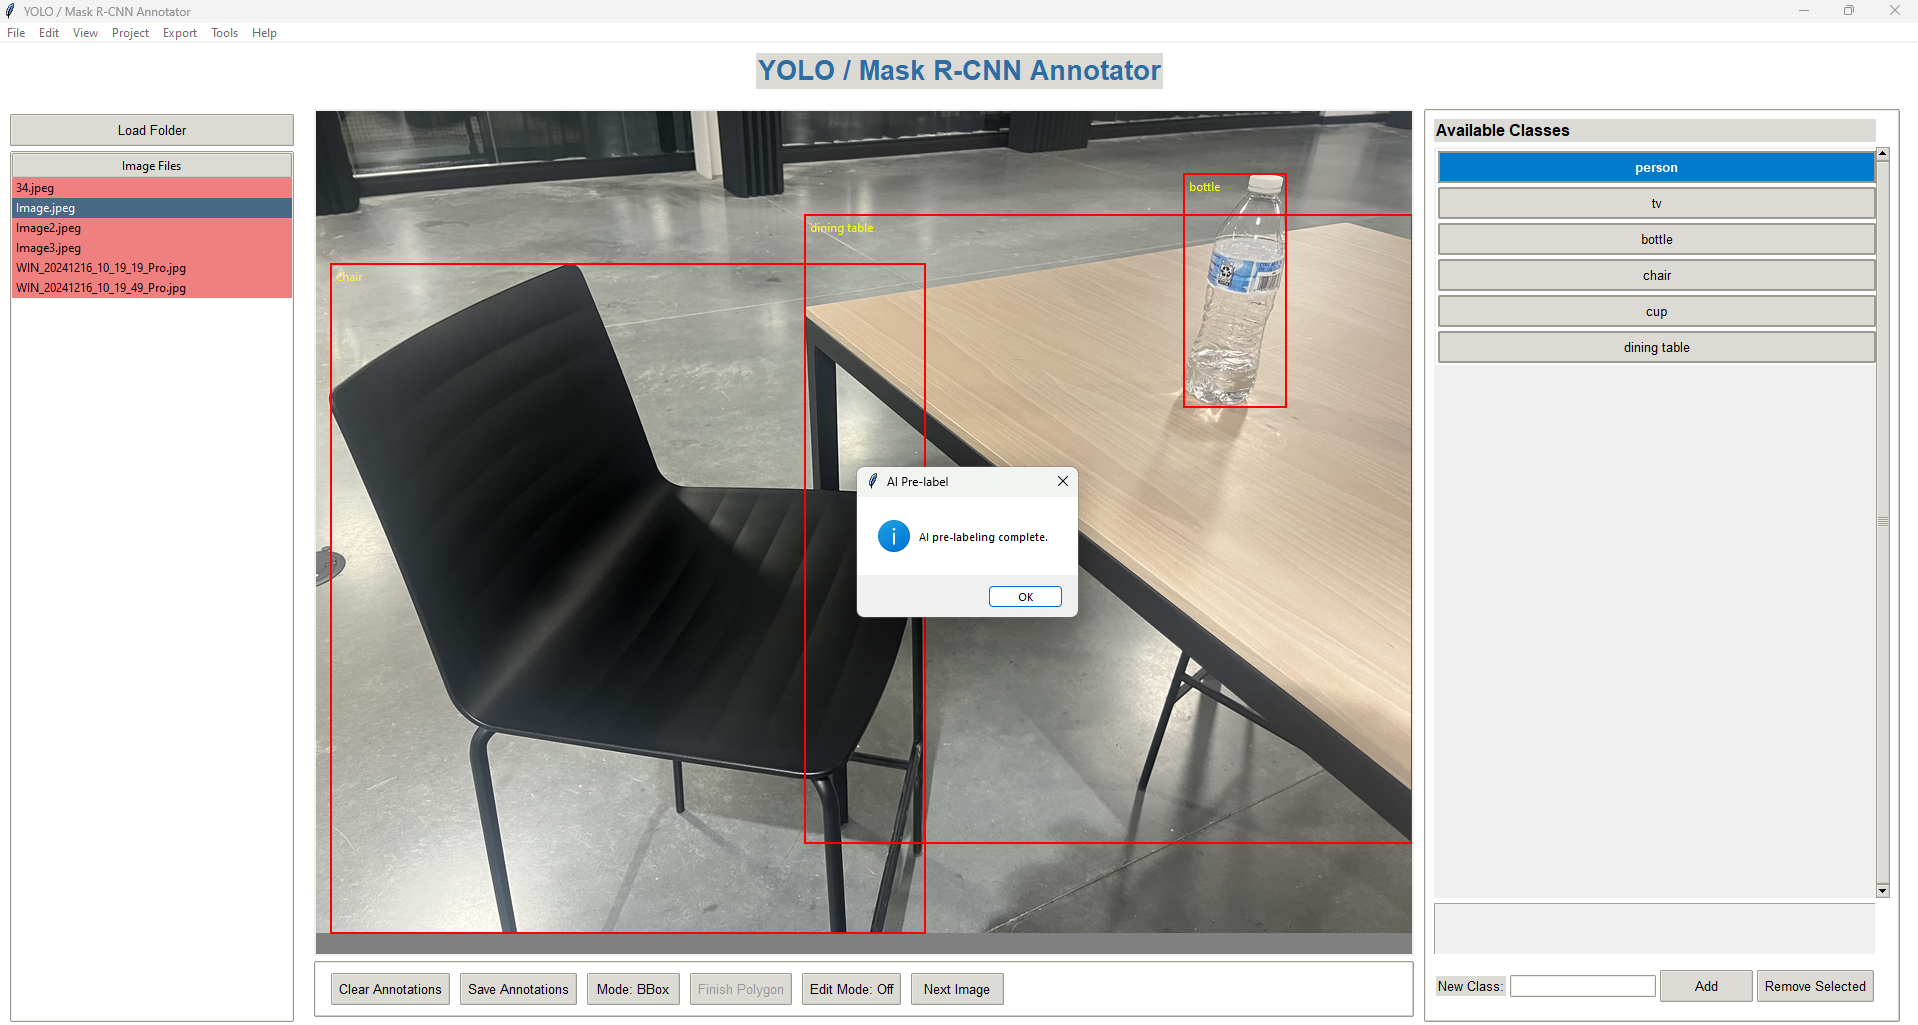 YOLO / Mask R-CNN Annotator
File Edit View Project Export Tools Help
YOLO / Mask R-CNN Annotator
Load Folder
Image Files
34.jpeg
Image.jpeg
Image2.jpeg
Image3.jpeg
WIN_20241216_10_19_19_Pro.jpg
WIN_20241216_10_19_49_Pro.jpg
bottle
dining table
chair
AI Pre-label
AI pre-labeling complete.
OK
Clear Annotations
Save Annotations
Mode: BBox
Finish Polygon
Edit Mode: Off
Next Image
Available Classes
person
tv
bottle
chair
cup
dining table
New Class:
Add
Remove Selected